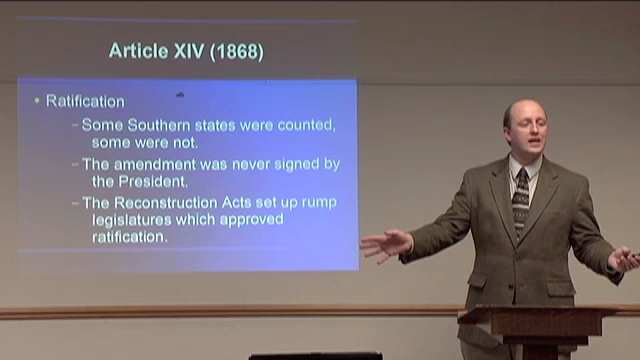 Article XIV (1868)
• Ratification
–Some Southern states were counted,
some were not.
–The amendment was never signed by
the President.
–The Reconstruction Acts set up rump
legislatures which approved
ratification.